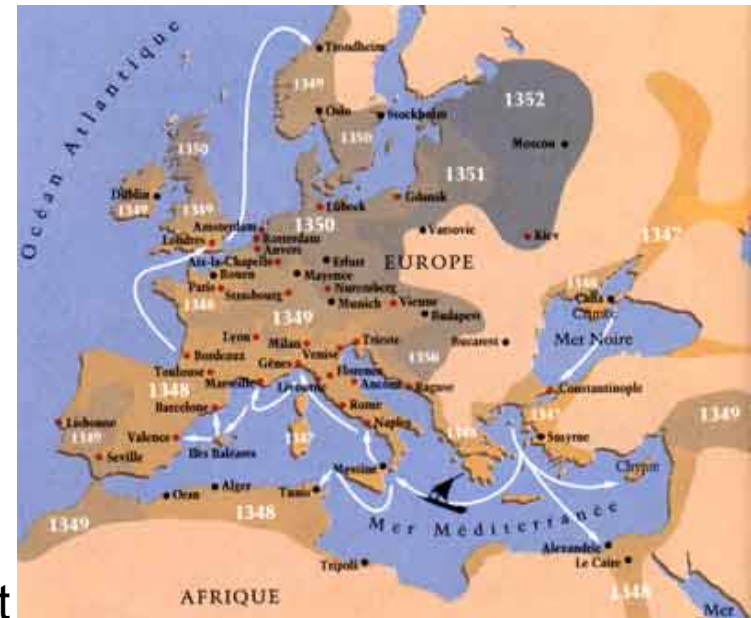 Océan Atlantique
Trondheim
1349
Oslo
Stockholm
1352
Moscou
1350
1350
1351
Dublin
1349
1349
Lübeck
Gdansk
Amsterdam
1350
Londres
Rotterdam
Anvers
Varsovie
Kiev
1347
Aix-la-Chapelle
Erfurt
EUROPE
Rouen
Mayence
Paris
Nuremberg
1348
Strasbourg
Munich
Vienne
Caffa
Crimée
1349
Budapest
Lyon
Milan
Trieste
Bucarest
Mer Noire
Venise
Bordeaux
Gênes
Toulouse
Florence
1348
Marseille
Livourne
Ancône
Raguse
Constantinople
Barcelone
Rome
1347
1349
Lisbonne
Naples
1349
Valence
1347
Smyrne
Iles Baléares
Séville
Messine
Chypre
Oran
Alger
Tunis
Mer Méditerranée
1349
1348
Alexandrie
Tripoli
Le Caire
1348
AFRIQUE
Mer
t